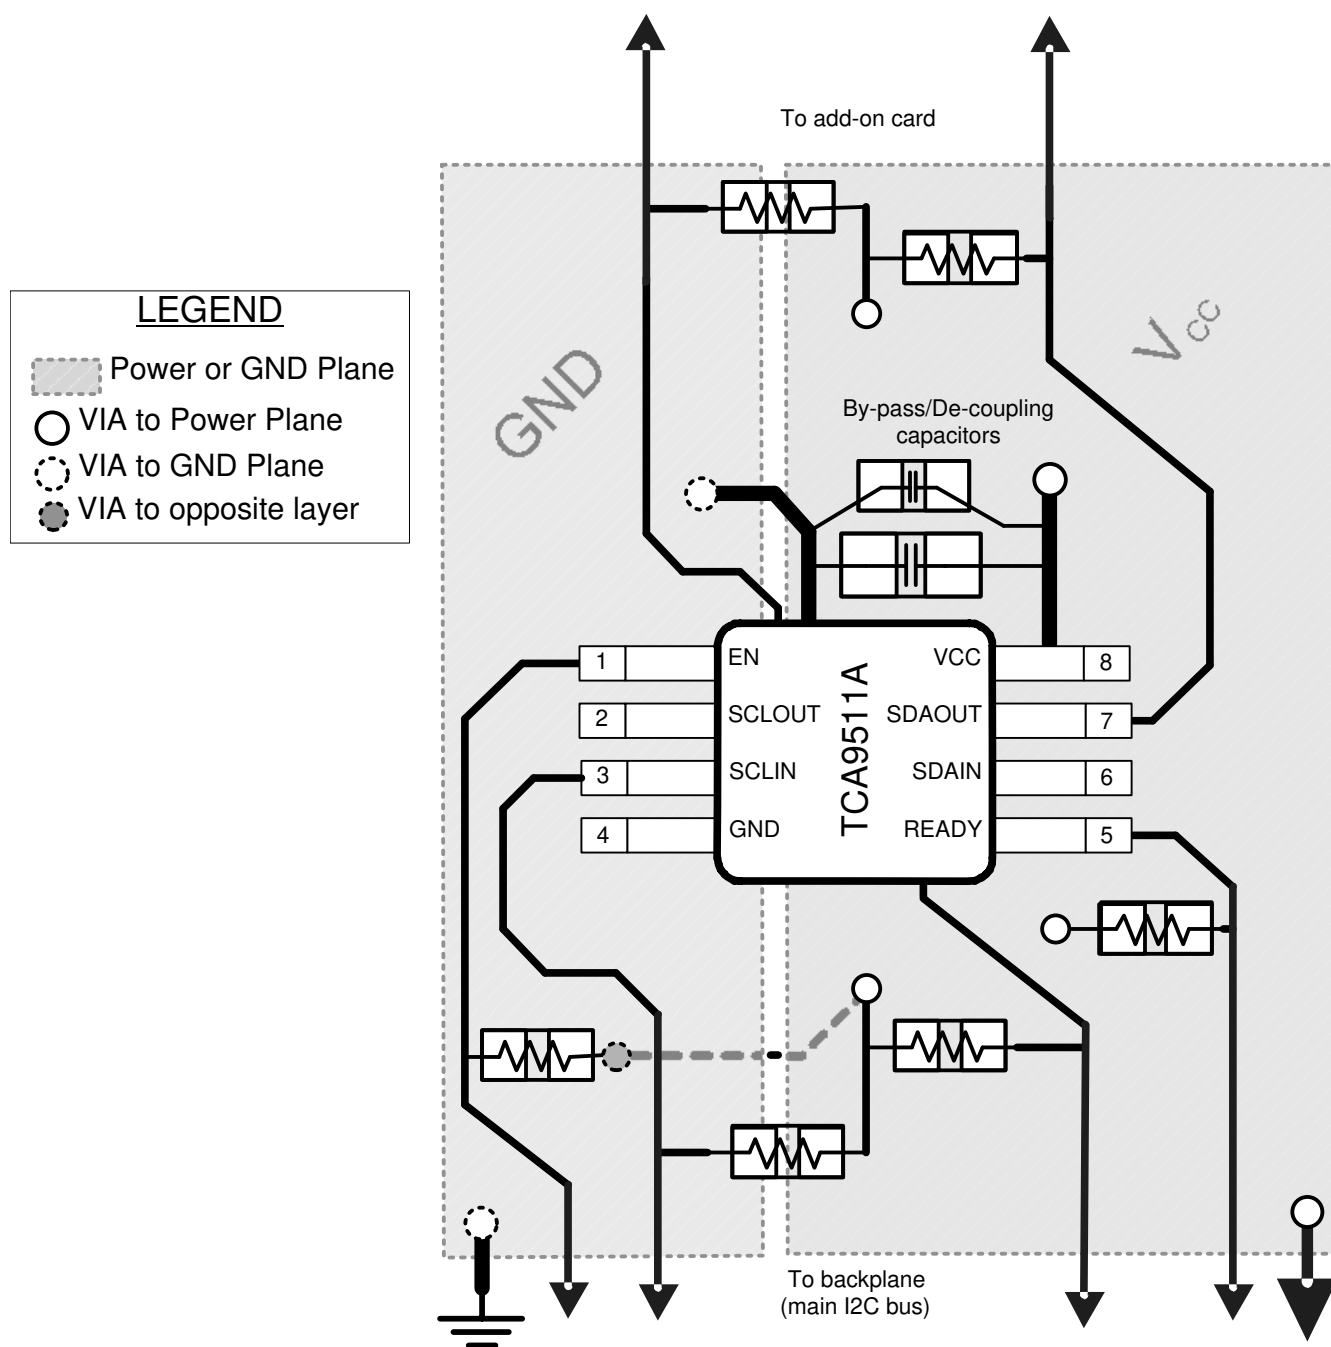 To add-on card
LEGEND
Power or GND Plane
VIA to Power Plane
VIA to GND Plane
VIA to opposite layer
GND
VCC
By-pass/De-coupling
capacitors
1 EN VCC 8
2 SCLOUT SDAOUT 7
3 SCLIN SDAIN 6
4 GND READY 5
TCA9511A
To backplane
(main I2C bus)